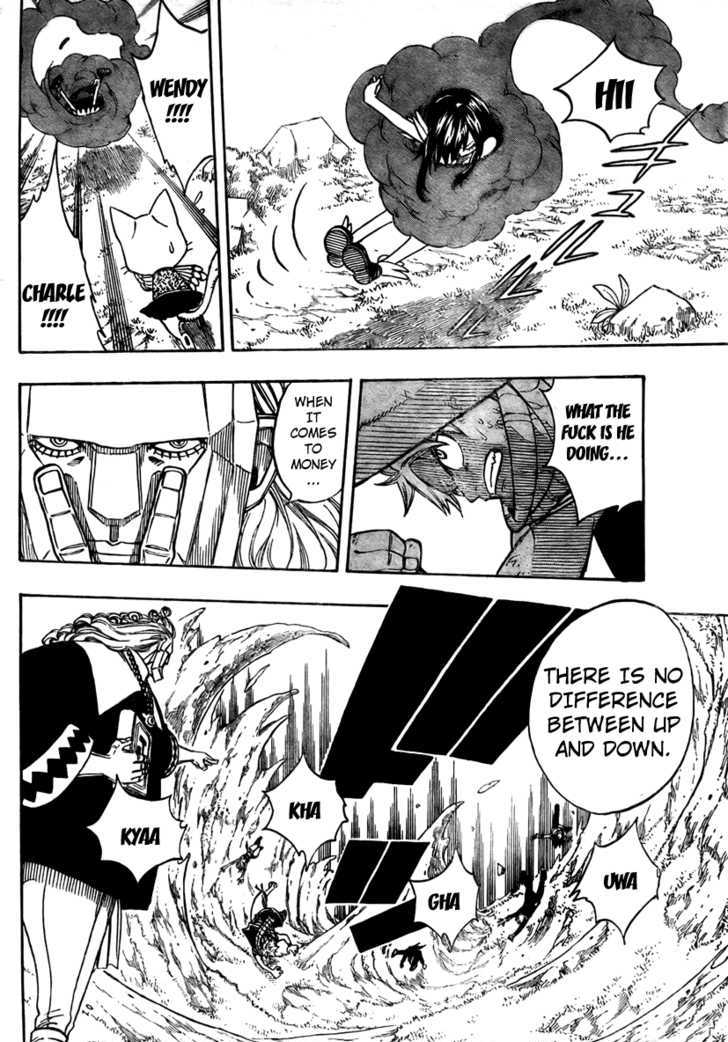 HII
WENDY
!!!!
CHARLE
!!!!
WHAT THE
FUCK IS HE
DOING...
WHEN
IT
COMES
TO
MONEY
...
THERE IS NO
DIFFERENCE
BETWEEN UP
AND DOWN.
UWA
GHA
KHA
KYAA